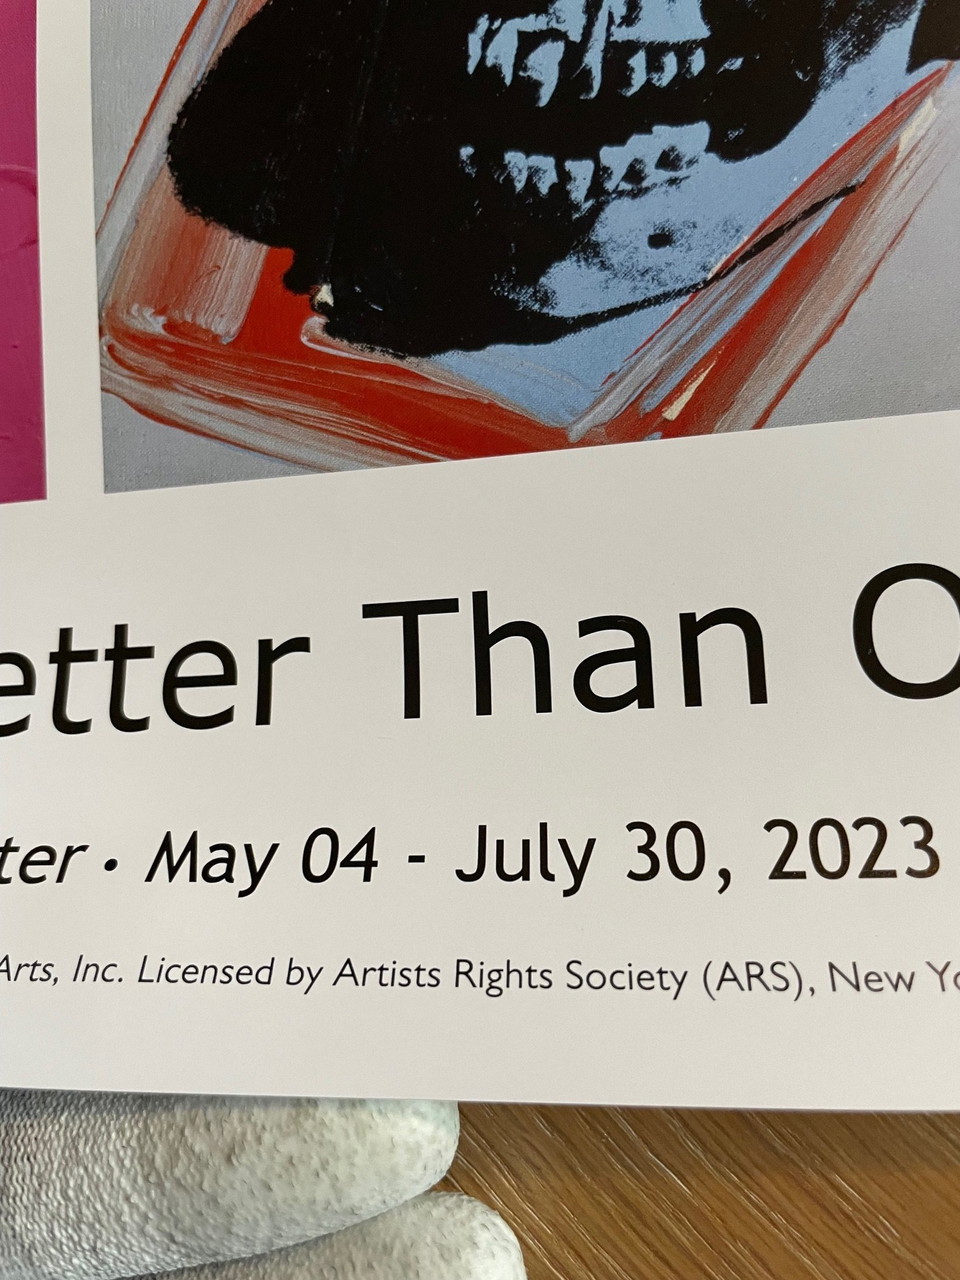 etter Than O
ter • May 04 - July 30, 2023
Arts, Inc. Licensed by Artists Rights Society (ARS), New Yo